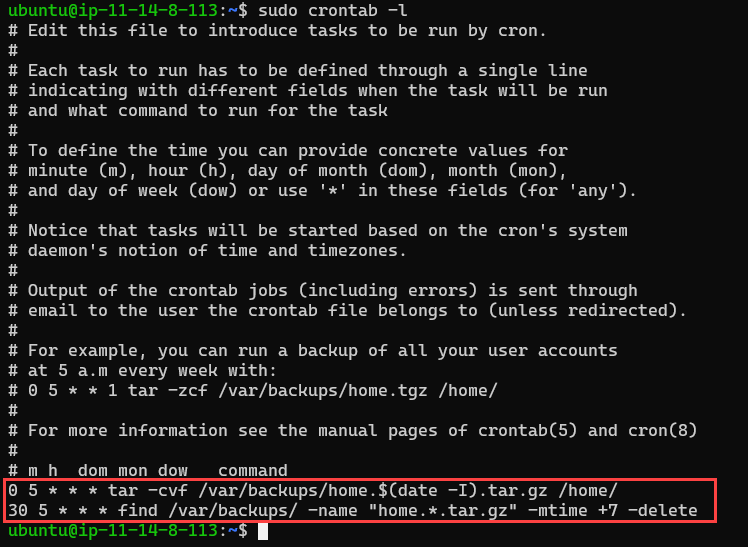 ubuntu@ip-11-14-8-113:~$ sudo crontab -l
# Edit this file to introduce tasks to be run by cron.
#
# Each task to run has to be defined through a single line
# indicating with different fields when the task will be run
# and what command to run for the task
#
# To define the time you can provide concrete values for
# minute (m), hour (h), day of month (dom), month (mon),
# and day of week (dow) or use '*' in these fields (for 'any').
#
# Notice that tasks will be started based on the cron's system
# daemon's notion of time and timezones.
#
# Output of the crontab jobs (including errors) is sent through
# email to the user the crontab file belongs to (unless redirected).
#
# For example, you can run a backup of all your user accounts
# at 5 a.m every week with:
# 0 5 * * 1 tar -zcf /var/backups/home.tgz /home/
#
# For more information see the manual pages of crontab(5) and cron(8)
#
# m h  dom mon dow   command
0 5 * * * tar -cvf /var/backups/home.$(date -I).tar.gz /home/
30 5 * * * find /var/backups/ -name "home.*.tar.gz" -mtime +7 -delete
ubuntu@ip-11-14-8-113:~$